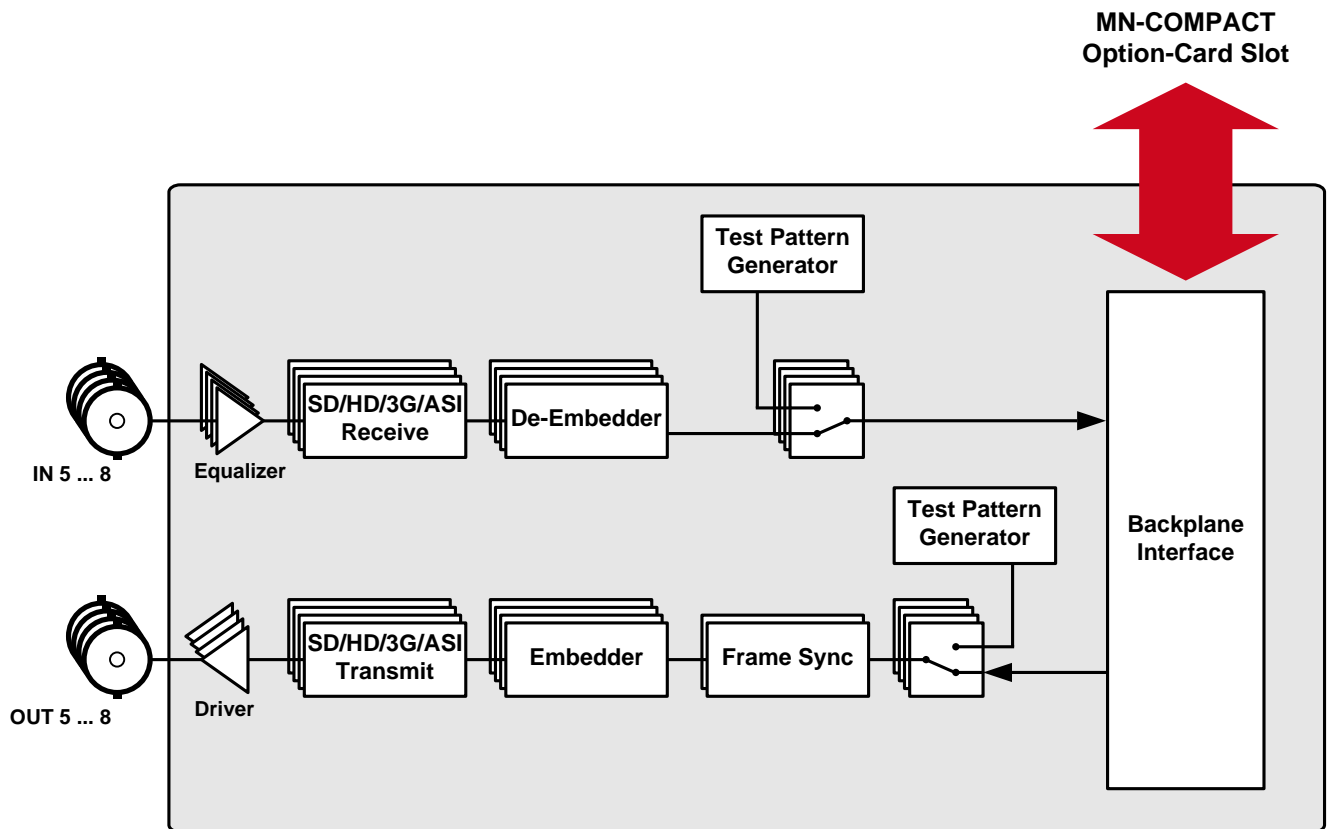 MN-COMPACT
Option-Card Slot
Test Pattern
Generator
SD/HD/3G/ASI
Receive
De-Embedder
IN 5 ... 8
Equalizer
Test Pattern
Generator
Backplane
Interface
SD/HD/3G/ASI
Transmit
Embedder
Frame Sync
Driver
OUT 5 ... 8